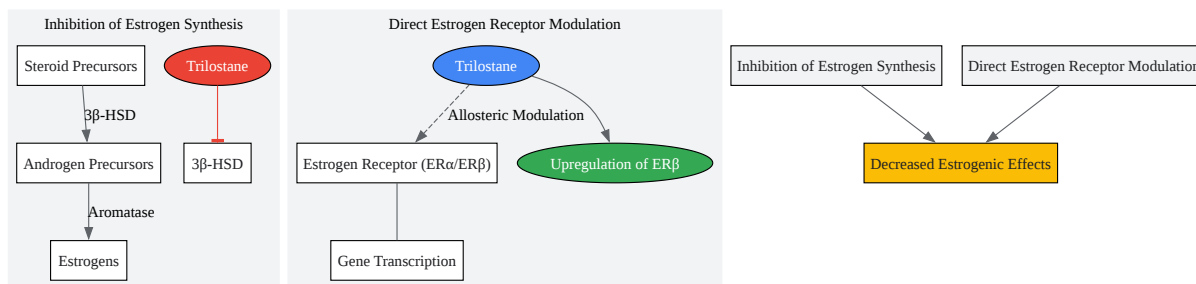 Inhibition of Estrogen Synthesis
Steroid Precursors
Trilostane
3β-HSD
Androgen Precursors
3β-HSD
Aromatase
Estrogens
Direct Estrogen Receptor Modulation
Trilostane
Allosteric Modulation
Estrogen Receptor (ERα/ERβ)
Upregulation of ERβ
Gene Transcription
Inhibition of Estrogen Synthesis
Direct Estrogen Receptor Modulation
Decreased Estrogenic Effects